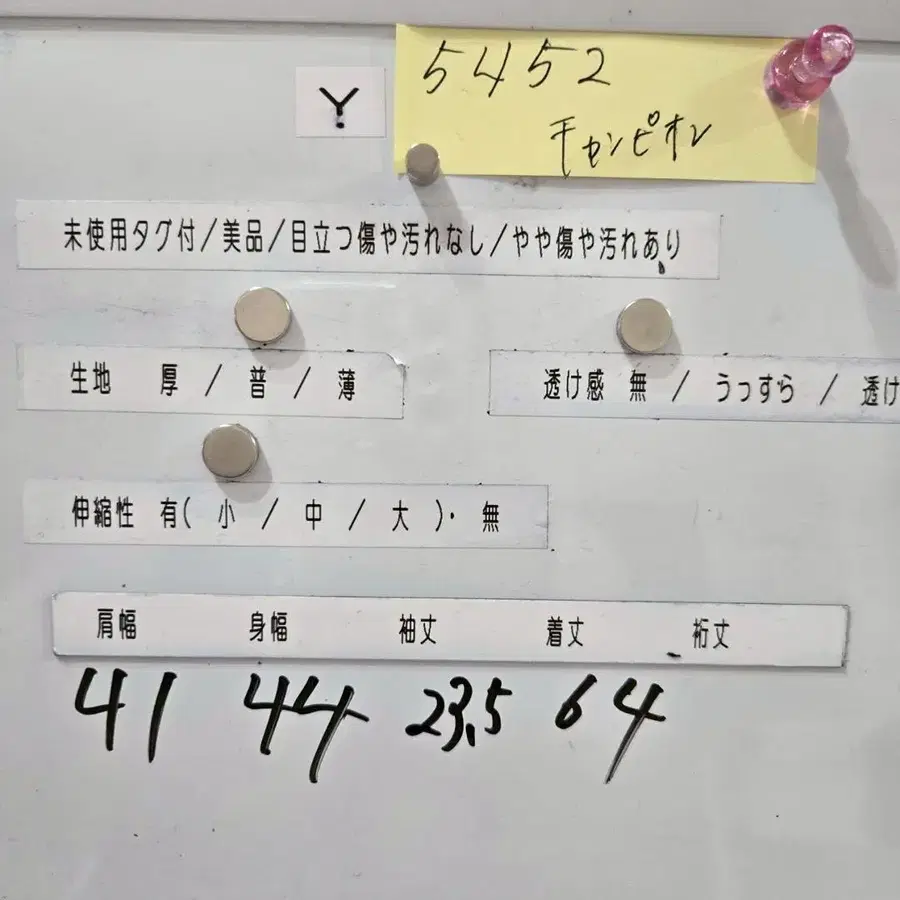 Y
5452
チャンピオン
未使用タグ付/美品/目立つ傷や汚れなし/やや傷や汚れあり
生地 厚 / 普 / 薄
透け感 無 / うっすら / 透け
伸縮性 有( 小 / 中 / 大 )・ 無
肩幅 身幅 袖丈 着丈 裄丈
41 44 23.5 64